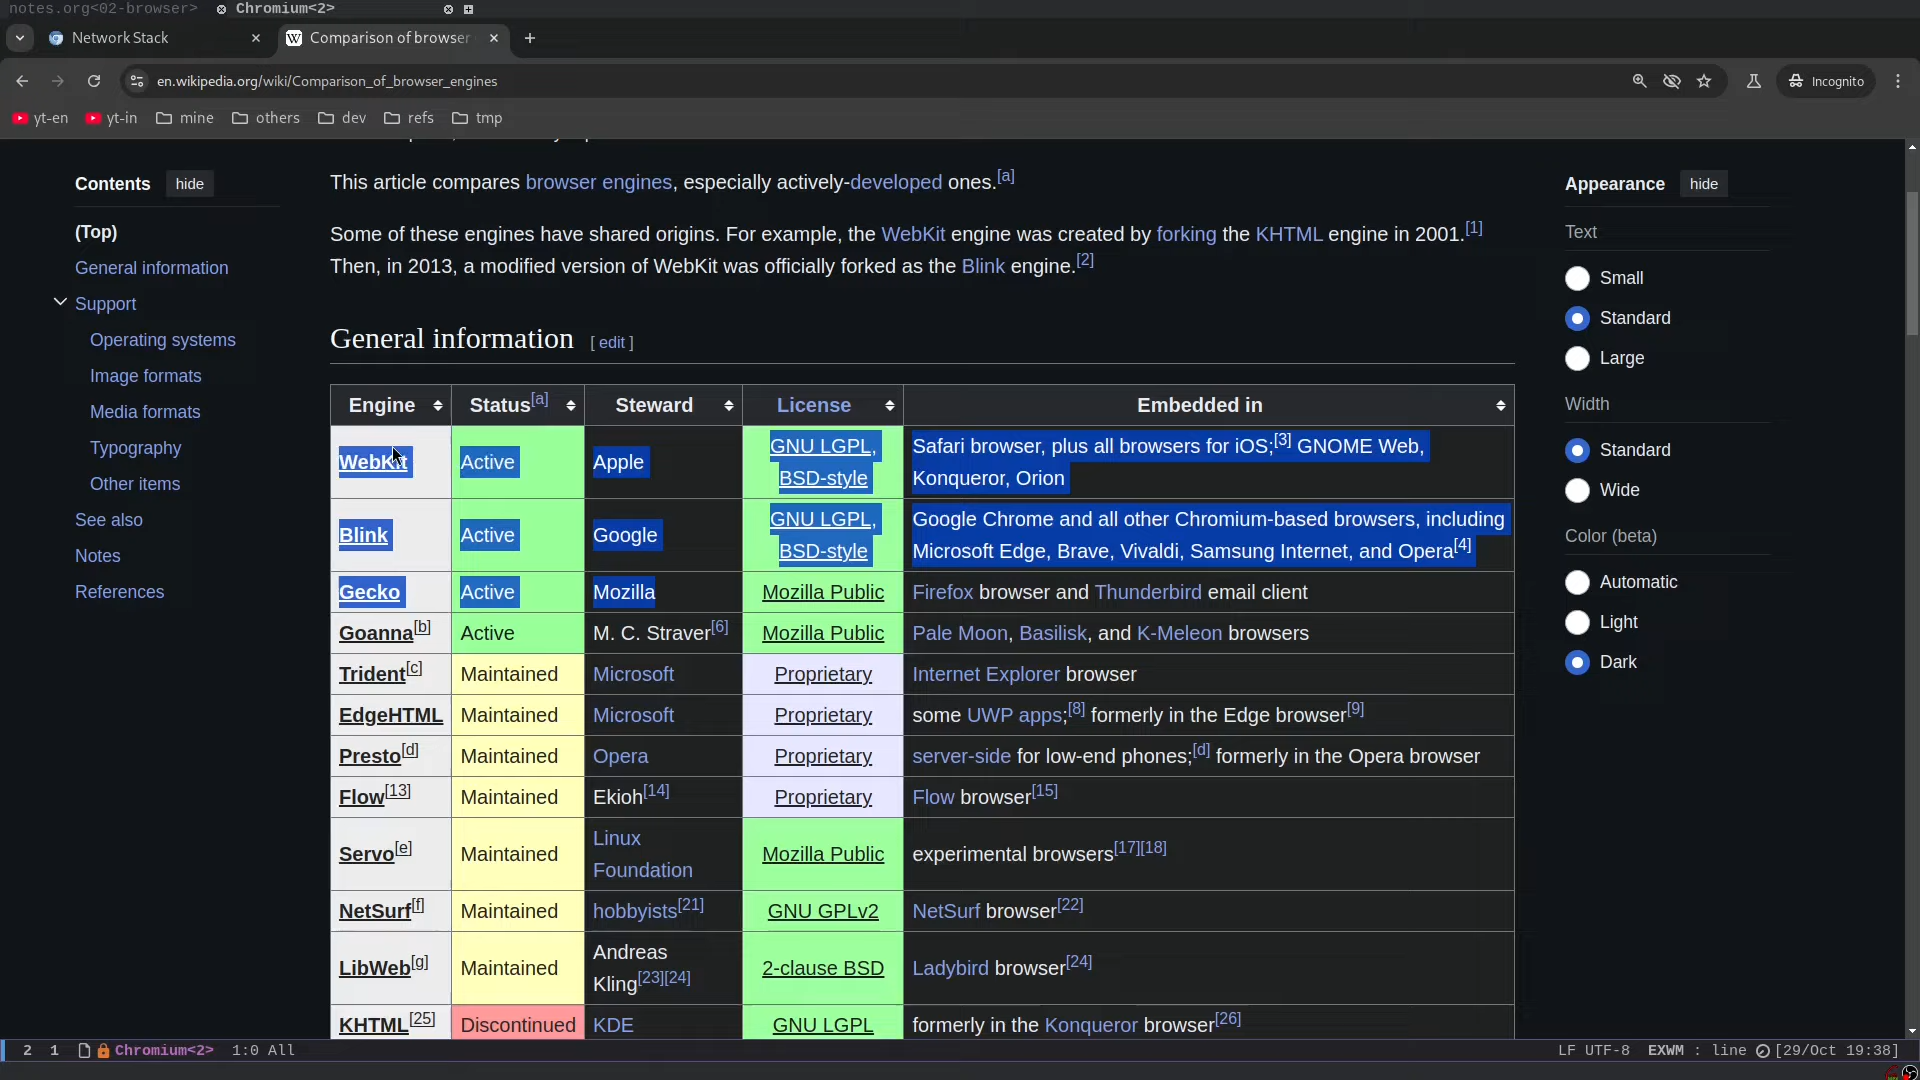 notes.org<02-browser> Chromium<2>
Network Stack Comparison of browser
en.wikipedia.org/wiki/Comparison_of_browser_engines Incognito
yt-en yt-in mine others dev refs tmp
Contents hide
(Top)
General information
Support
Operating systems
Image formats
Media formats
Typography
Other items
See also
Notes
References
This article compares browser engines, especially actively-developed ones.[a]
Some of these engines have shared origins. For example, the WebKit engine was created by forking the KHTML engine in 2001.[1]
Then, in 2013, a modified version of WebKit was officially forked as the Blink engine.[2]
General information [ edit ]
Engine Status[a] Steward License Embedded in
WebKit Active Apple GNU LGPL, BSD-style Safari browser, plus all browsers for iOS;[3] GNOME Web,
Konqueror, Orion
Blink Active Google GNU LGPL, BSD-style Google Chrome and all other Chromium-based browsers, including
Microsoft Edge, Brave, Vivaldi, Samsung Internet, and Opera[4]
Gecko Active Mozilla Mozilla Public Firefox browser and Thunderbird email client
Goanna[b] Active M. C. Straver[6] Mozilla Public Pale Moon, Basilisk, and K-Meleon browsers
Trident[c] Maintained Microsoft Proprietary Internet Explorer browser
EdgeHTML Maintained Microsoft Proprietary some UWP apps;[8] formerly in the Edge browser[9]
Presto[d] Maintained Opera Proprietary server-side for low-end phones;[d] formerly in the Opera browser
Flow[13] Maintained Ekioh[14] Proprietary Flow browser[15]
Servo[e] Maintained Linux Foundation Mozilla Public experimental browsers[17][18]
NetSurf[f] Maintained hobbyists[21] GNU GPLv2 NetSurf browser[22]
LibWeb[g] Maintained Andreas Kling[23][24] 2-clause BSD Ladybird browser[24]
KHTML[25] Discontinued KDE GNU LGPL formerly in the Konqueror browser[26]
Appearance hide
Text
Small
Standard
Large
Width
Standard
Wide
Color (beta)
Automatic
Light
Dark
2 1 Chromium<2> 1:0 All LF UTF-8 EXWM : line [29/Oct 19:38]